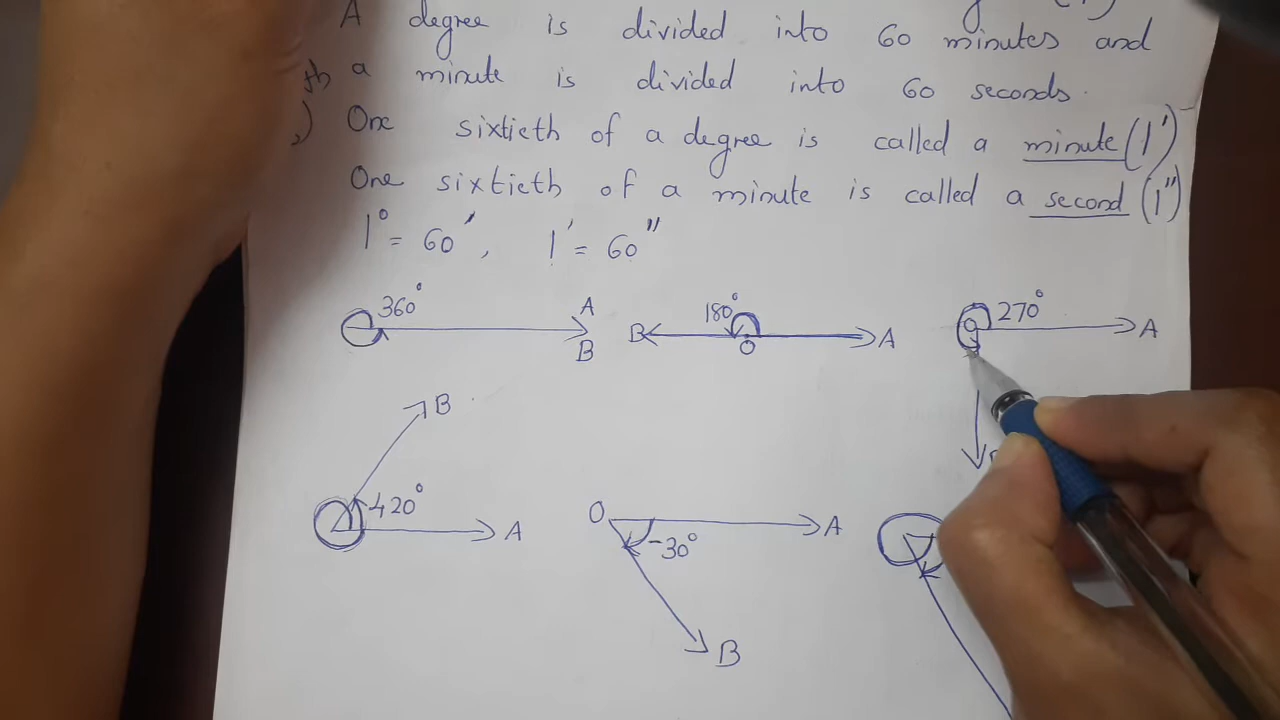 A degree is divided into 60 minutes and
th a minute is divided into 60 seconds.
One sixtieth of a degree is called a minute (1')
One sixtieth of a minute is called a second (1")
1° = 60', 1' = 60"
360° A B
B 180° O A
O 270° A
420° B A
O -30° A B